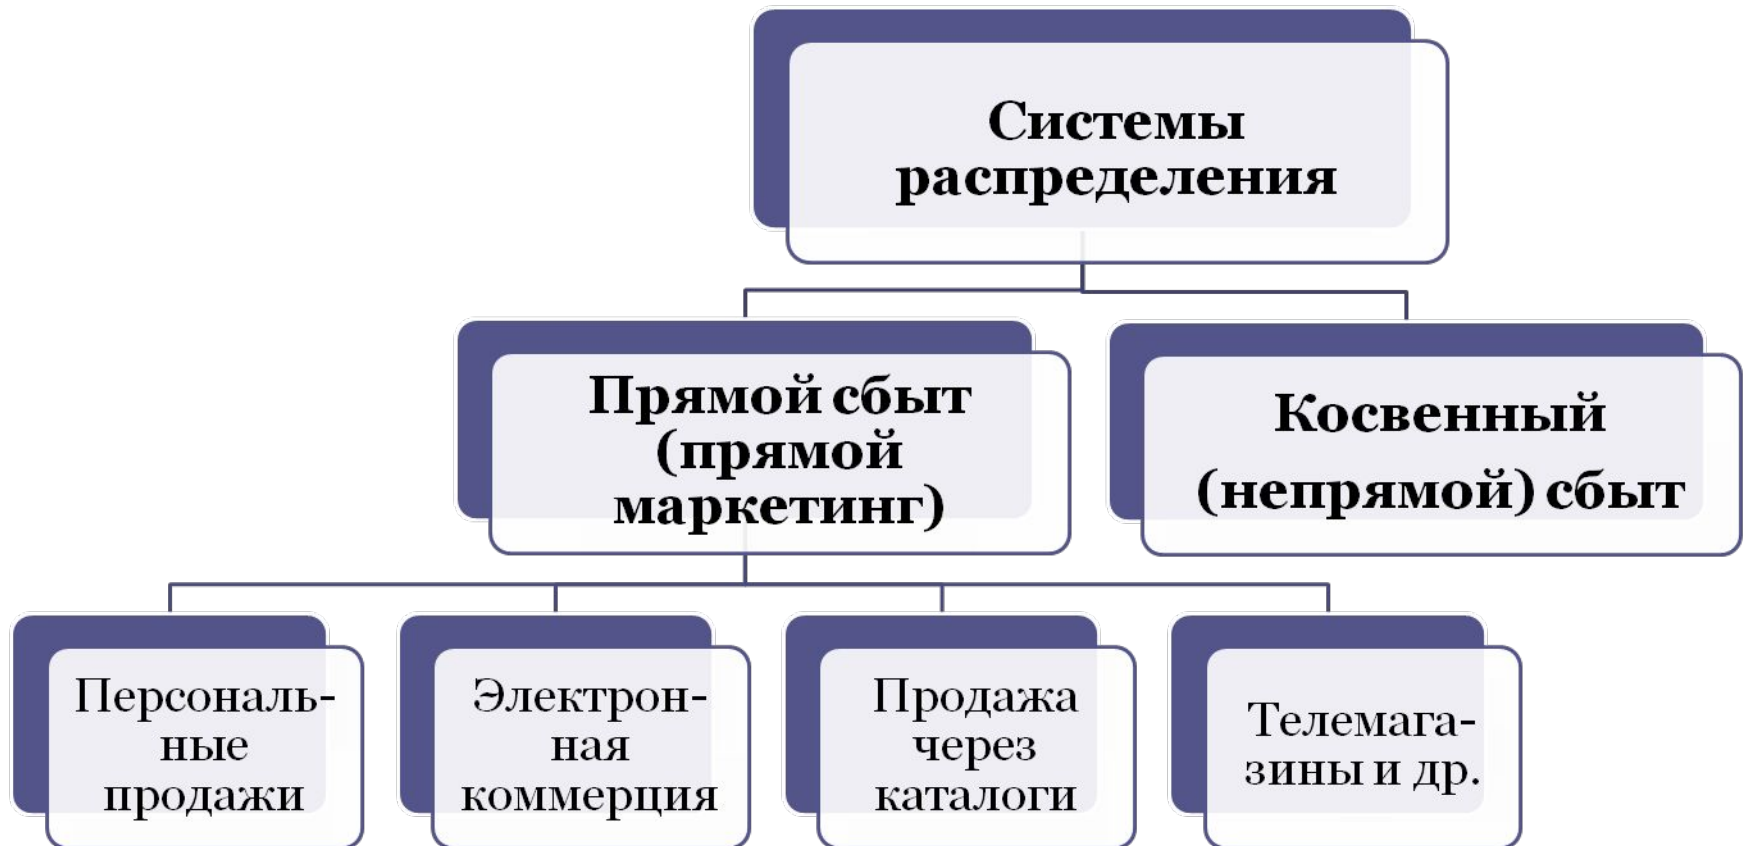 Системы
распределения
Прямой сбыт
(прямой
маркетинг)
Косвенный
(непрямой) сбыт
Персональ-
ные
продажи
Электрон-
ная
коммерция
Продажа
через
каталоги
Телемага-
зины и др.